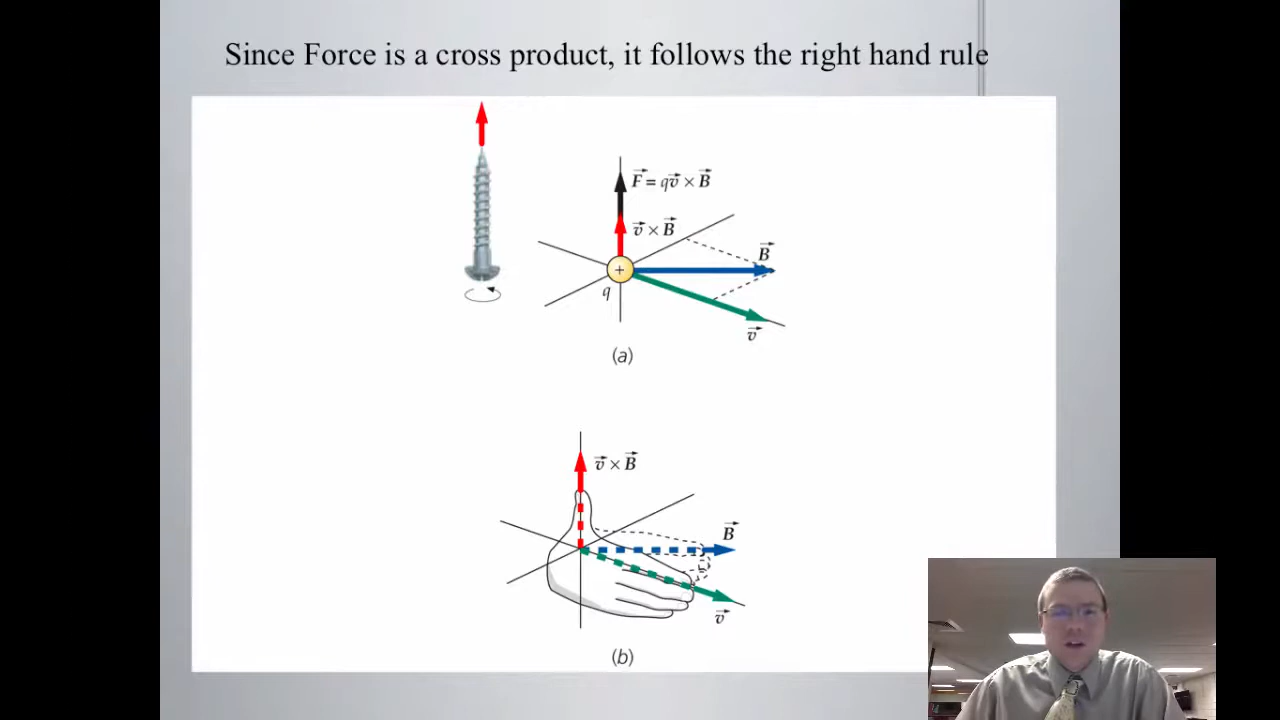 Since Force is a cross product, it follows the right hand rule
F⃗ = qv⃗ × B⃗
v⃗ × B⃗
B⃗
+
q
v⃗
(a)
v⃗ × B⃗
B⃗
v⃗
(b)